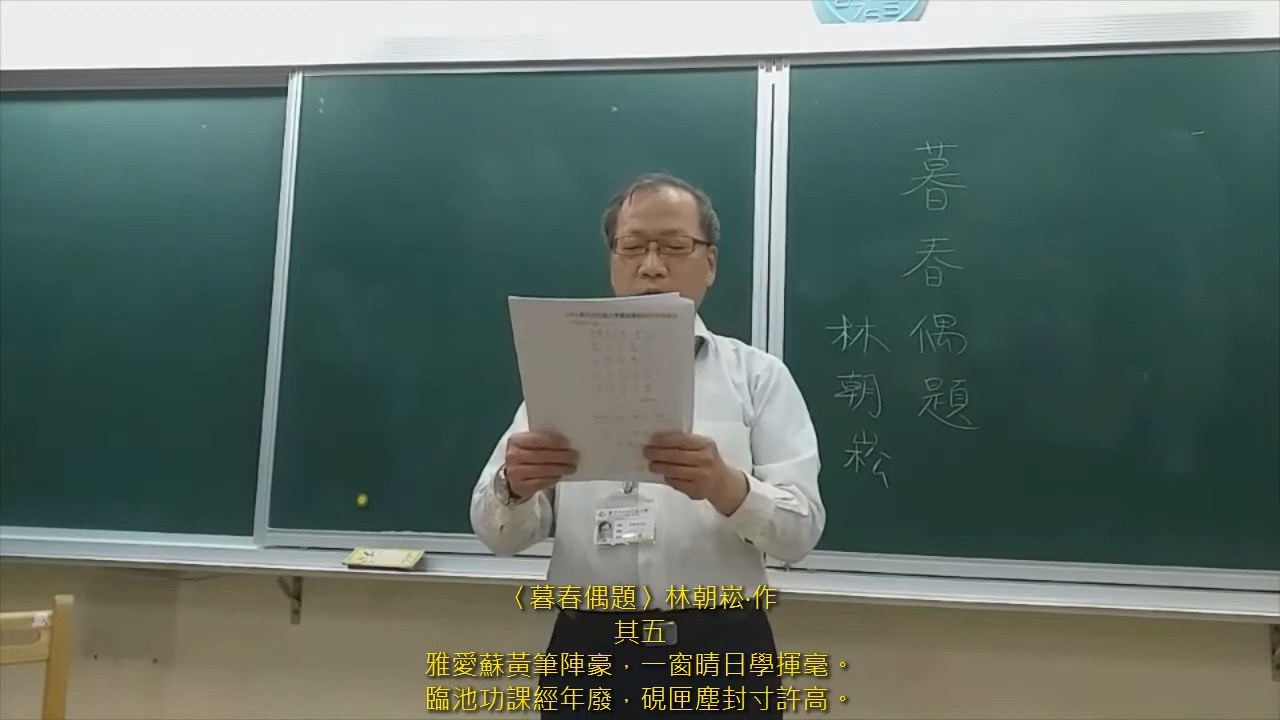 8763
暮春偶題
林朝崧
〈暮春偶題〉林朝崧‧作
其五
雅愛蘇黃筆陣豪，一窗晴日學揮毫。
臨池功課經年廢，硯匣塵封寸許高。